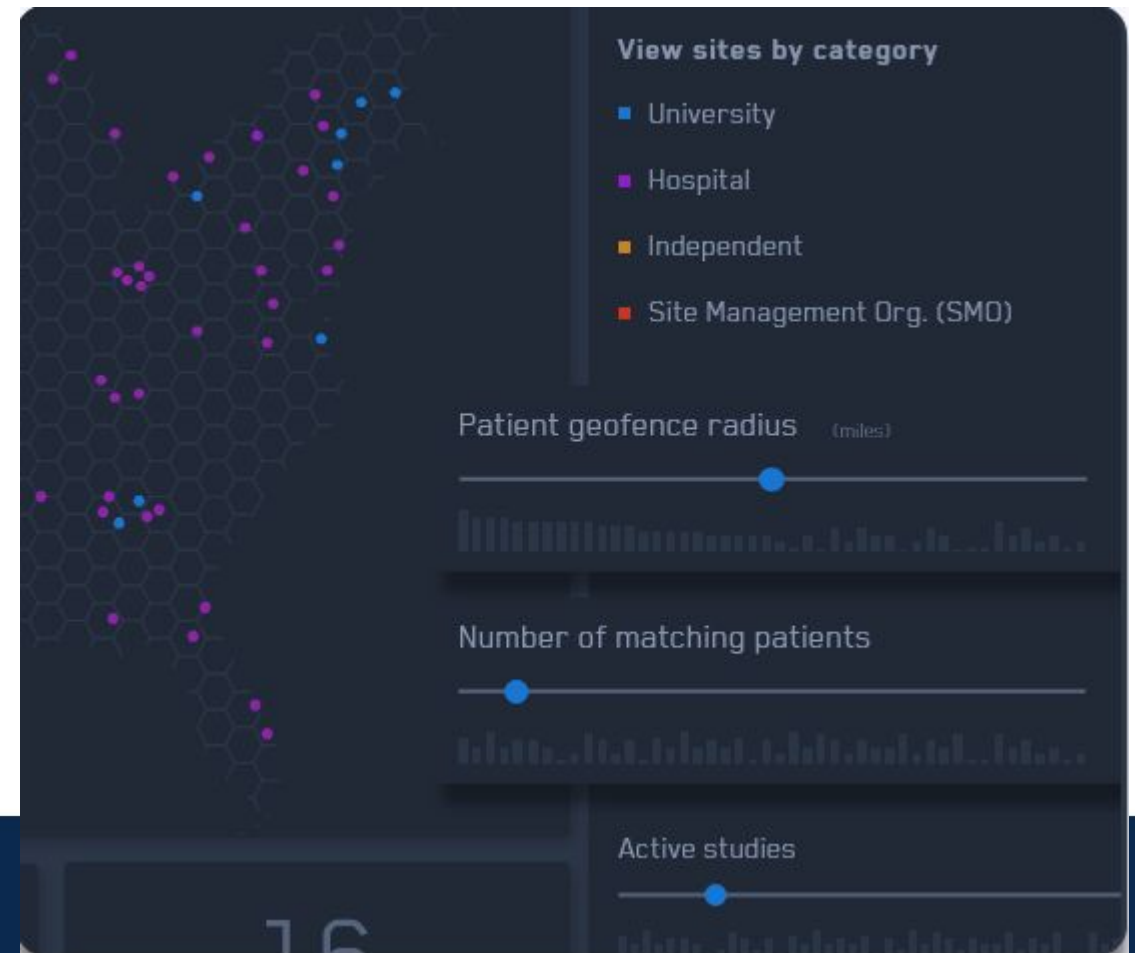 View sites by category
University
Hospital
Independent
Site Management Org. (SMO)
Patient geofence radius (miles)
Number of matching patients
Active studies
16